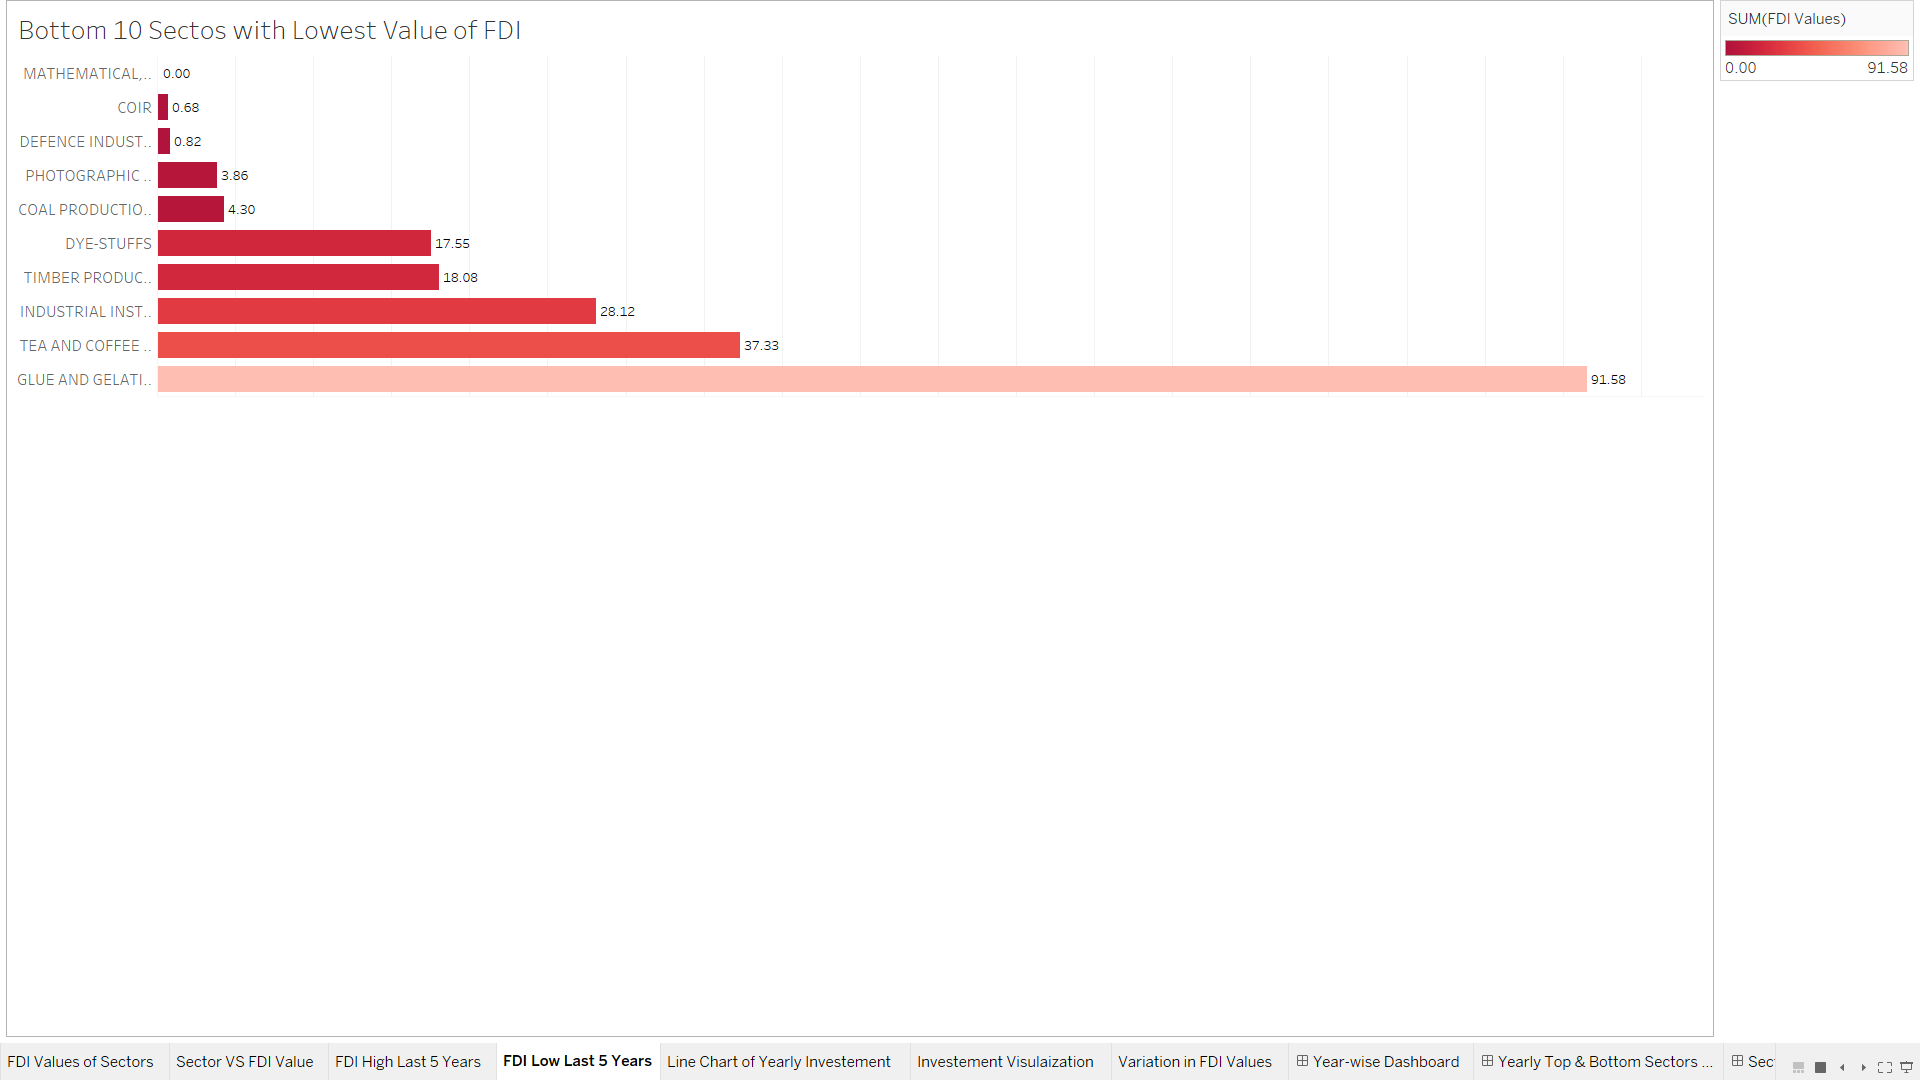 Bottom 10 Sectos with Lowest Value of FDI
SUM(FDI Values)
0.00 91.58
MATHEMATICAL,.. 0.00
COIR 0.68
DEFENCE INDUST.. 0.82
PHOTOGRAPHIC .. 3.86
COAL PRODUCTIO.. 4.30
DYE-STUFFS 17.55
TIMBER PRODUC.. 18.08
INDUSTRIAL INST.. 28.12
TEA AND COFFEE .. 37.33
GLUE AND GELATI.. 91.58
FDI Values of Sectors Sector VS FDI Value FDI High Last 5 Years FDI Low Last 5 Years Line Chart of Yearly Investement Investement Visulaization Variation in FDI Values Year-wise Dashboard Yearly Top & Bottom Sectors ... Sec